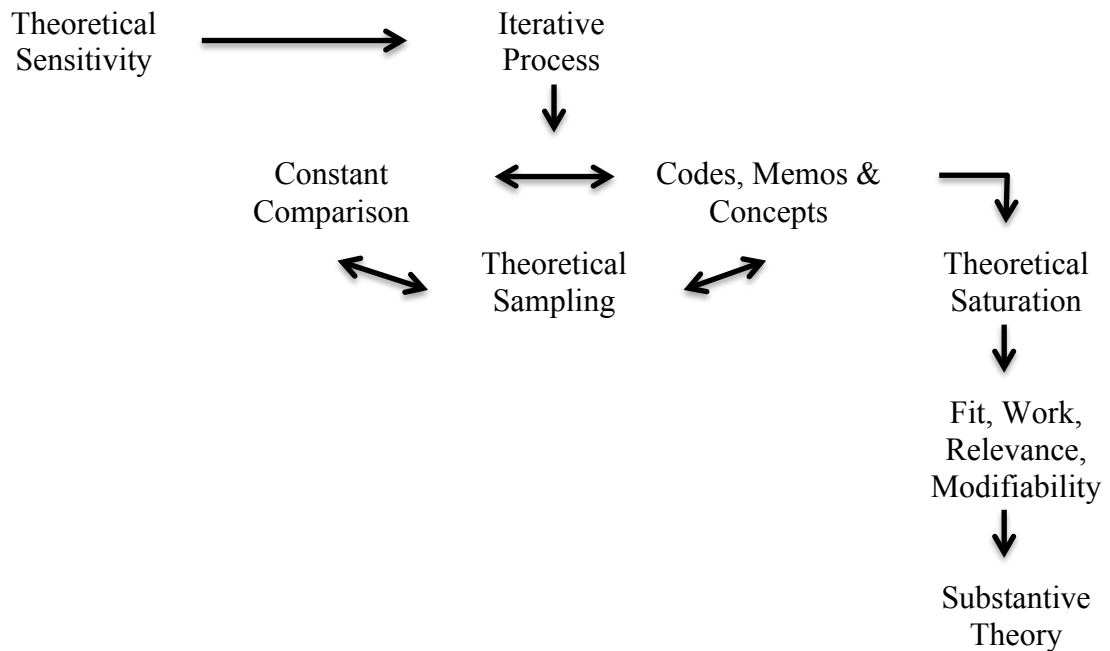 Theoretical
Sensitivity
Iterative
Process
Constant
Comparison
Codes, Memos &
Concepts
Theoretical
Sampling
Theoretical
Saturation
Fit, Work,
Relevance,
Modifiability
Substantive
Theory